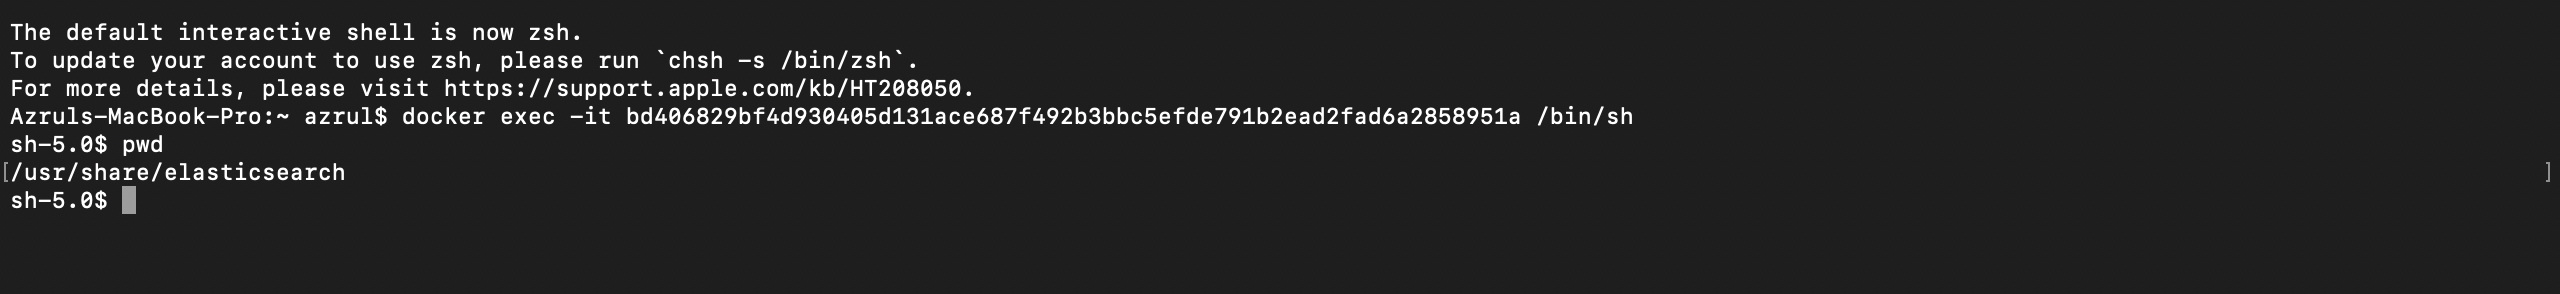 The default interactive shell is now zsh.
To update your account to use zsh, please run `chsh -s /bin/zsh`.
For more details, please visit https://support.apple.com/kb/HT208050.
Azruls-MacBook-Pro:~ azrul$ docker exec -it bd406829bf4d930405d131ace687f492b3bbc5efde791b2ead2fad6a2858951a /bin/sh
sh-5.0$ pwd
[/usr/share/elasticsearch ]
sh-5.0$